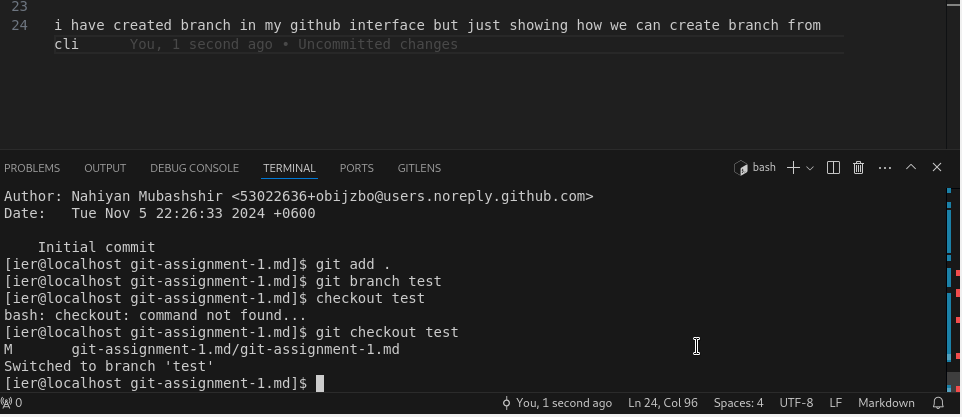 23
24 i have created branch in my github interface but just showing how we can create branch from
cli You, 1 second ago • Uncommitted changes
PROBLEMS OUTPUT DEBUG CONSOLE TERMINAL PORTS GITLENS bash
Author: Nahiyan Mubashshir <53022636+obijzbo@users.noreply.github.com>
Date: Tue Nov 5 22:26:33 2024 +0600
Initial commit
[ier@localhost git-assignment-1.md]$ git add .
[ier@localhost git-assignment-1.md]$ git branch test
[ier@localhost git-assignment-1.md]$ checkout test
bash: checkout: command not found...
[ier@localhost git-assignment-1.md]$ git checkout test
M git-assignment-1.md/git-assignment-1.md
Switched to branch 'test'
[ier@localhost git-assignment-1.md]$
0 You, 1 second ago Ln 24, Col 96 Spaces: 4 UTF-8 LF Markdown